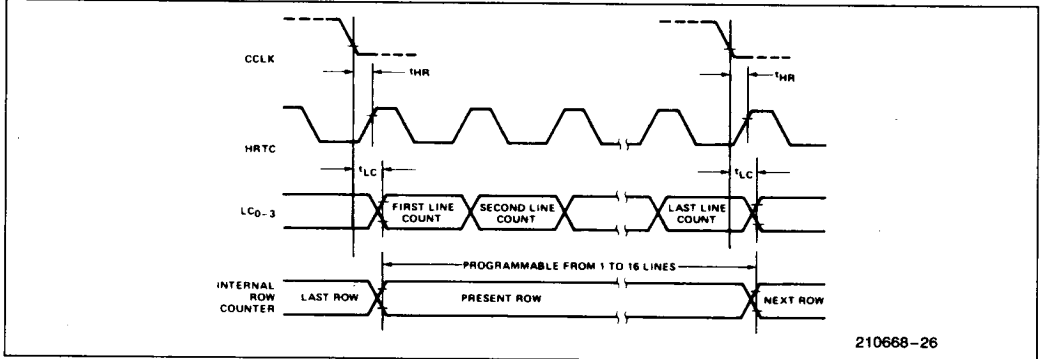 CCLK
tHR
tHR
HRTC
tLC
tLC
LC0-3
FIRST LINE COUNT
SECOND LINE COUNT
LAST LINE COUNT
PROGRAMMABLE FROM 1 TO 16 LINES
INTERNAL ROW COUNTER
LAST ROW
PRESENT ROW
NEXT ROW
210668-26